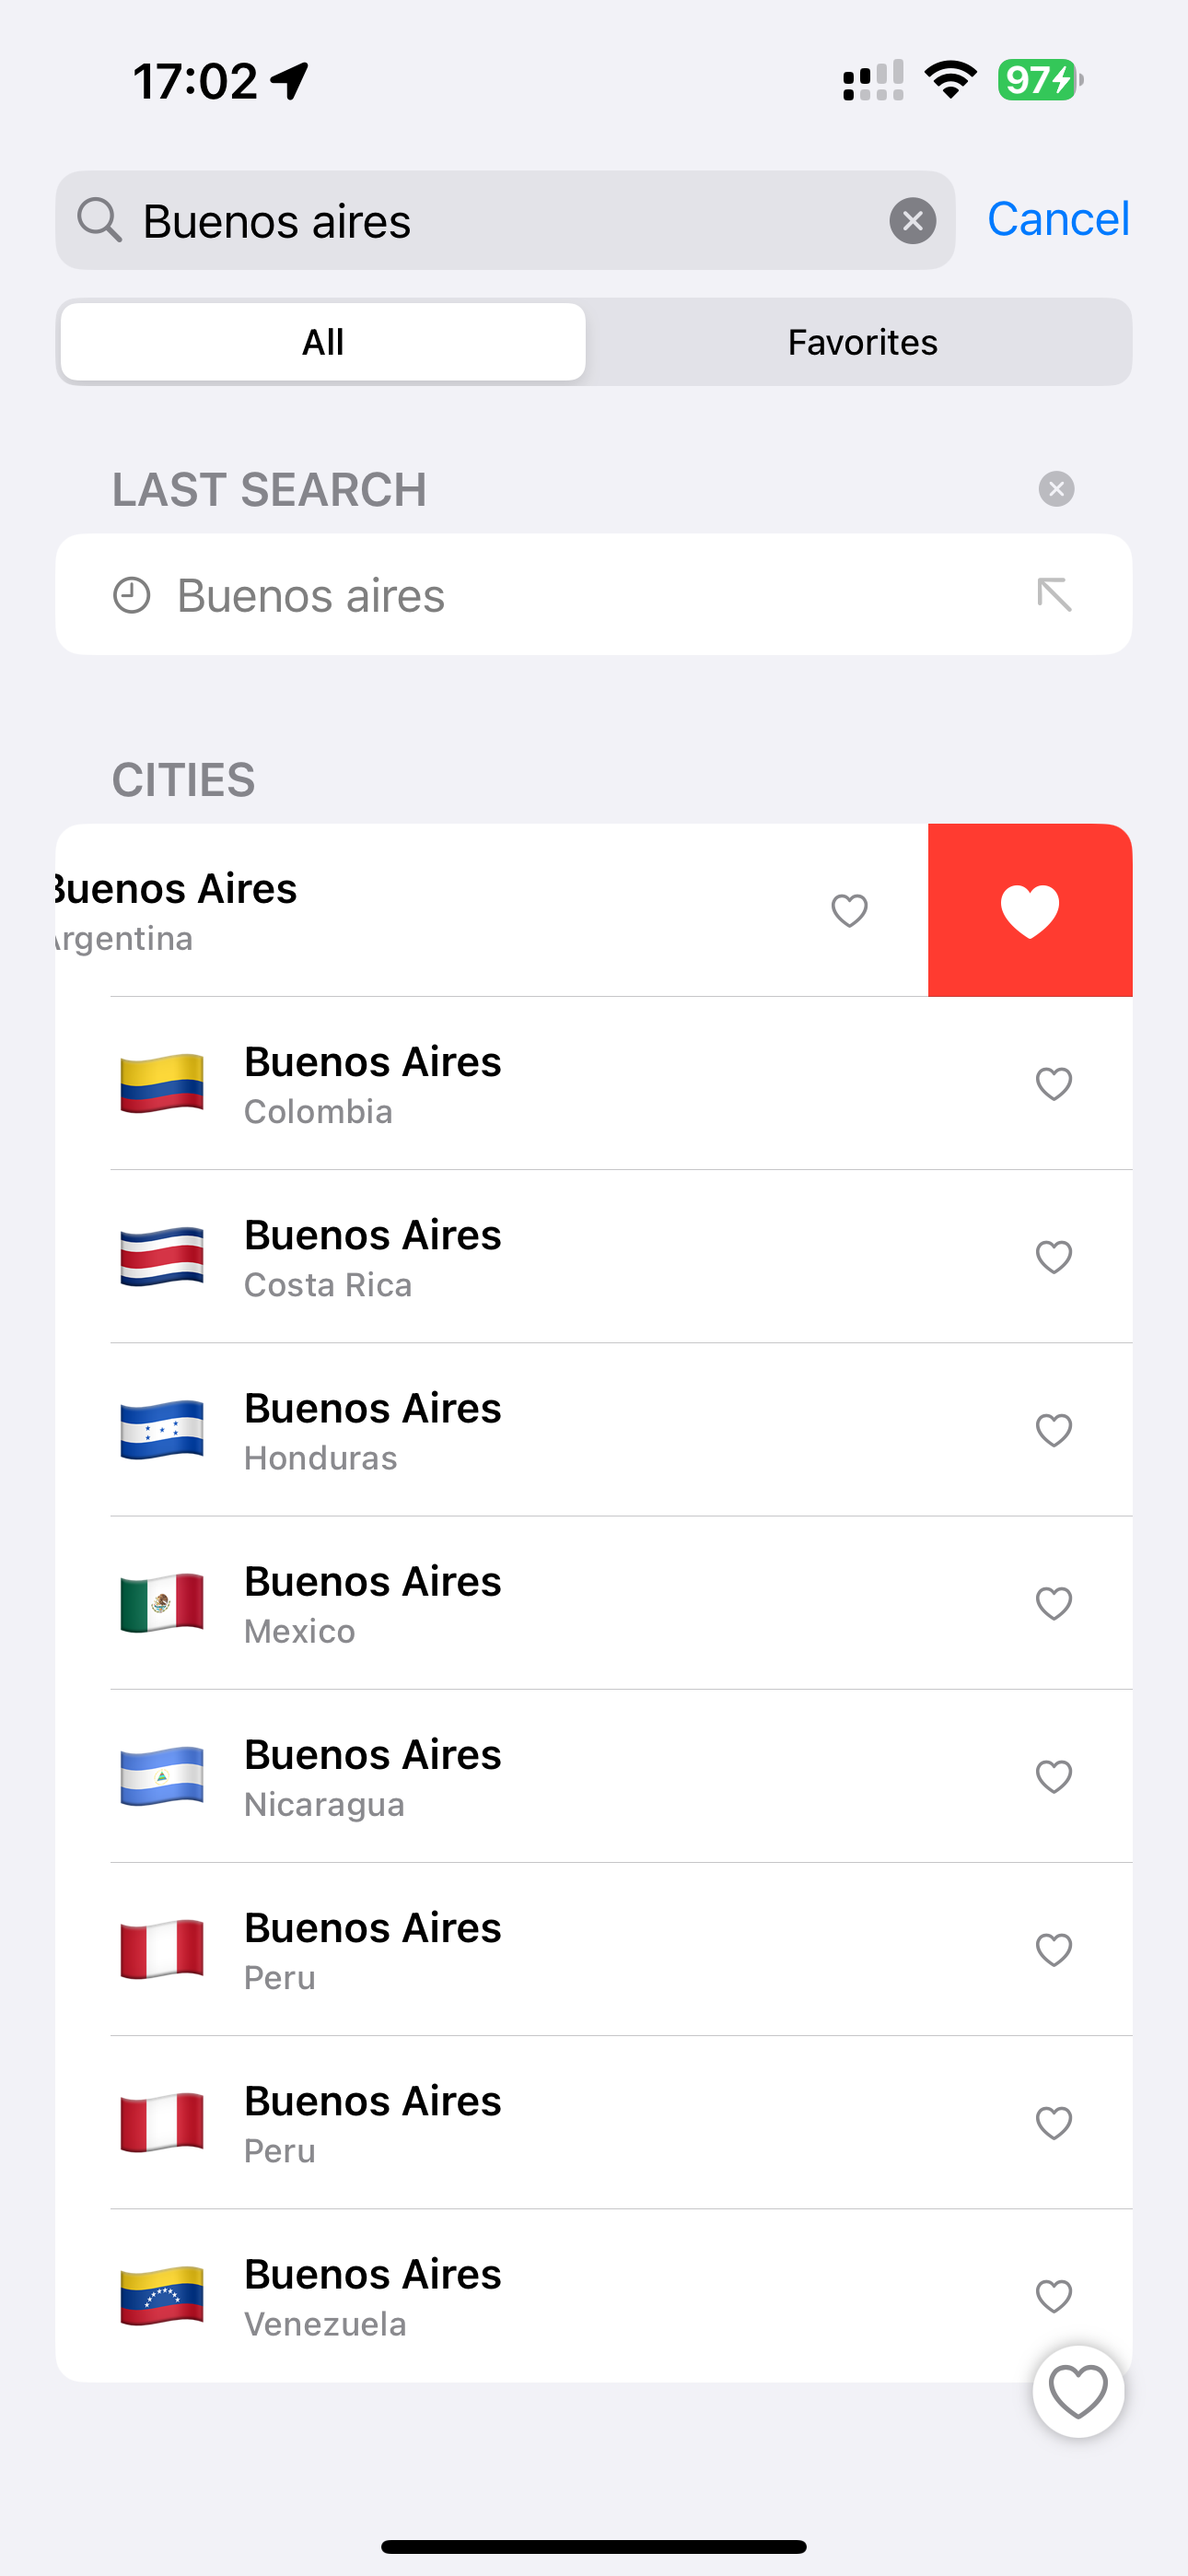 17:02
97
Buenos aires
Cancel
All
Favorites
LAST SEARCH
Buenos aires
CITIES
Buenos Aires
Argentina
Buenos Aires
Colombia
Buenos Aires
Costa Rica
Buenos Aires
Honduras
Buenos Aires
Mexico
Buenos Aires
Nicaragua
Buenos Aires
Peru
Buenos Aires
Peru
Buenos Aires
Venezuela